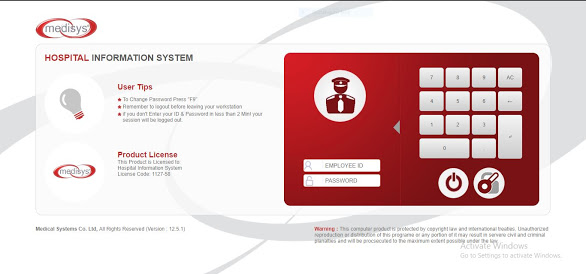 medisys
HOSPITAL INFORMATION SYSTEM
User Tips
To Change Password Press "F9"
Remember to logout before leaving your workstation
If you don't Enter your ID & Password in less than 2 Mint your
session will be logged out
Product License
This Product is Licensed to
Hospital Information System
License Code: 1127-58
medisys
EMPLOYEE ID
PASSWORD
7 8 9 AC
4 5 6 ←
1 2 3 ↵
0 .
Medical Systems Co. Ltd, All Rights Reserved (Version : 12.5.1)
Warning : This computer product is protected by copyright law and international treaties. Unauthorized
reproduction or distribution of this programe or any portion of it may result in servere civil and criminal
penalties and will be procsecuted to the maximum extent possible under the law
Activate Windows
Go to Settings to activate Windows.